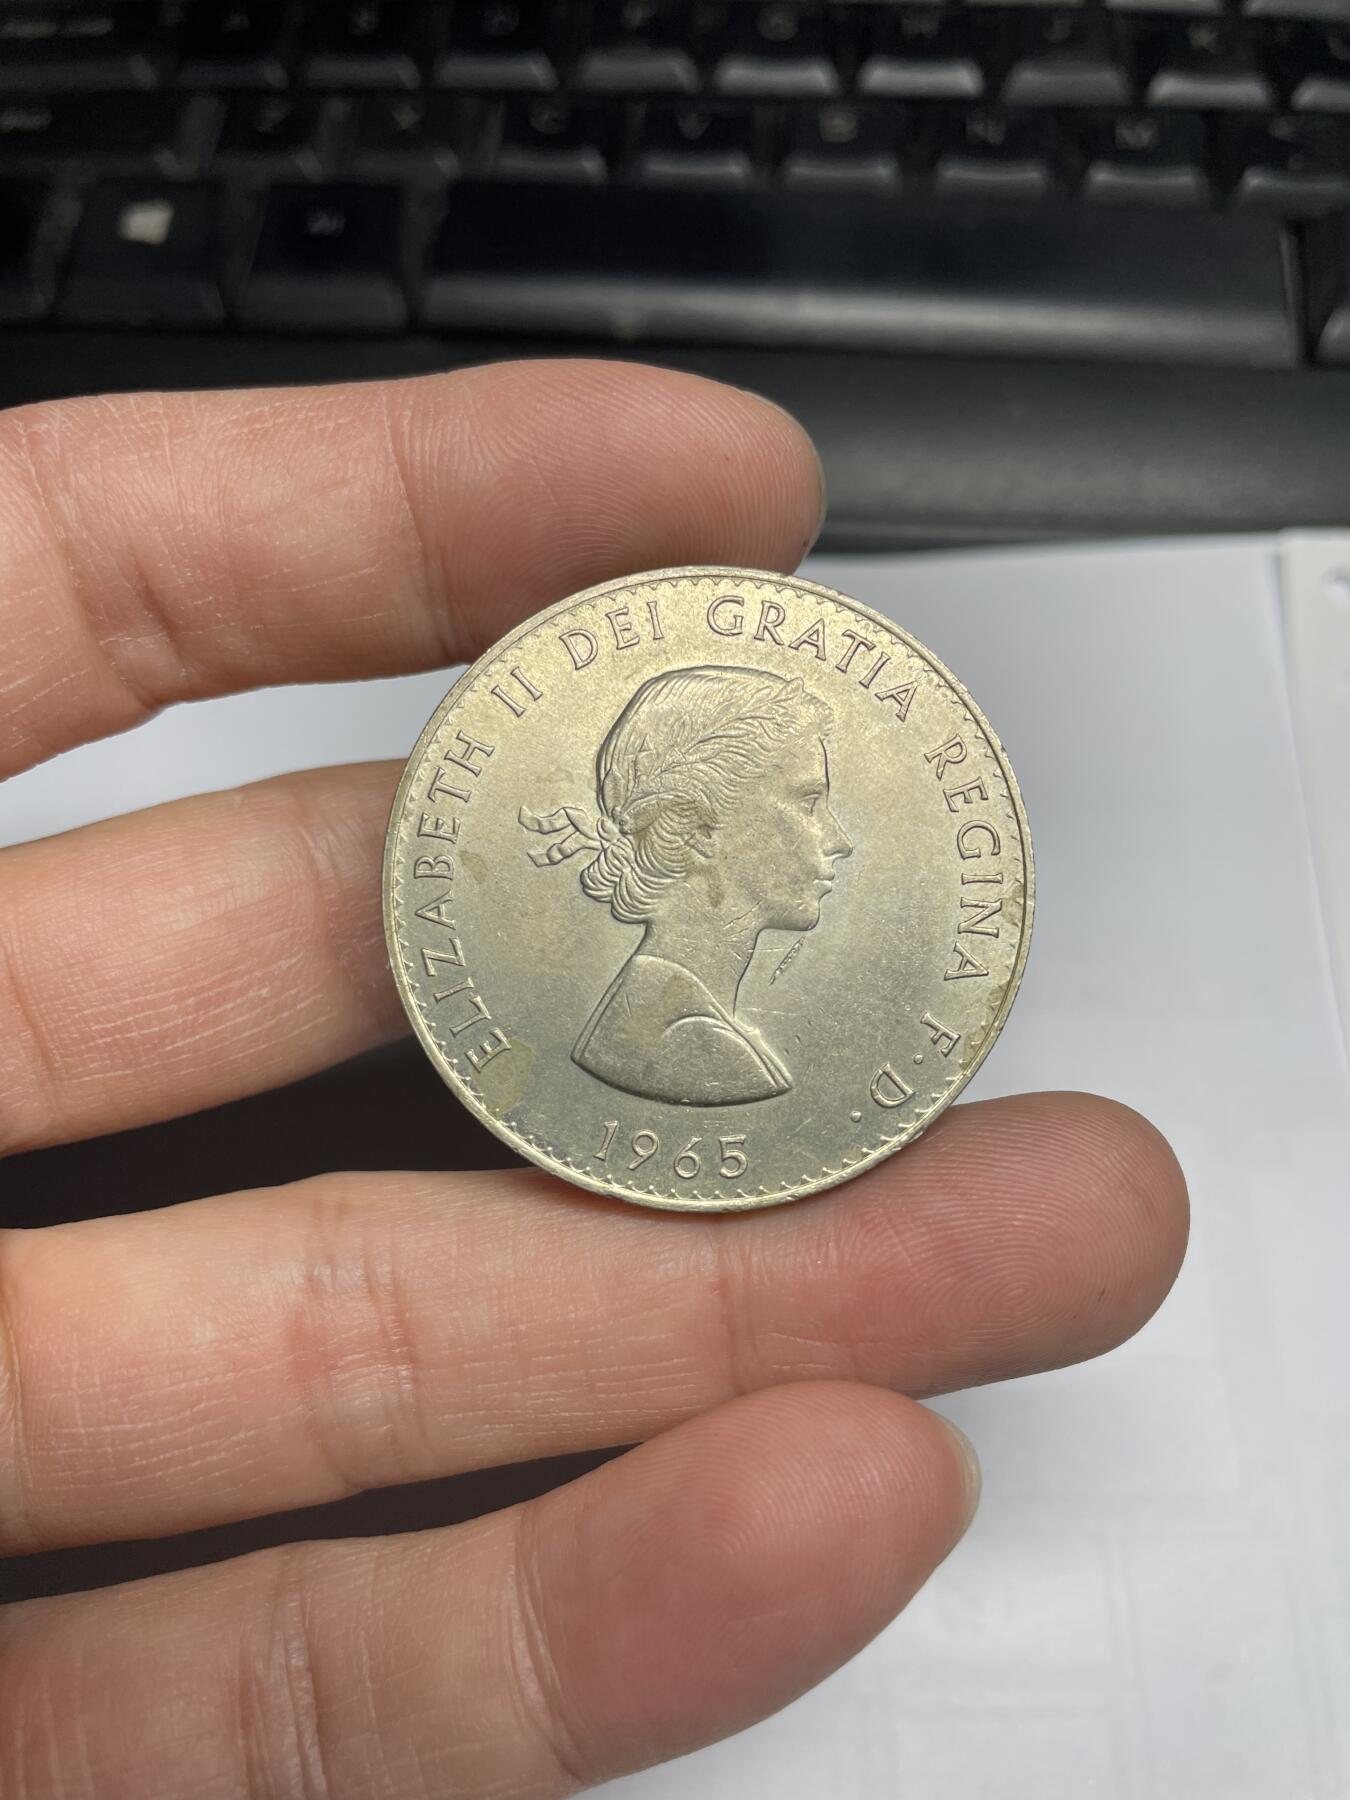 ELIZABETH II DEI GRATIA REGINA F·D·
1965